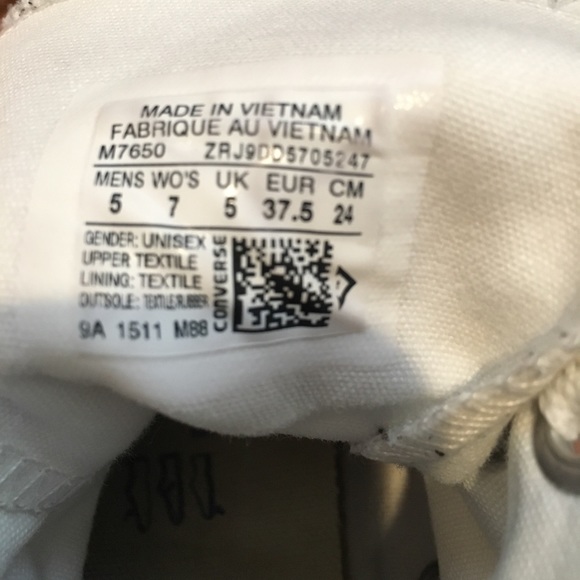 MADE IN VIETNAM
FABRIQUE AU VIETNAM
M7650 ZRJ9DD5705247
MENS WO'S UK EUR CM
5 7 5 37.5 24
GENDER: UNISEX
UPPER TEXTILE
LINING: TEXTILE
OUTSOLE: TEXTILE/RUBBER
9A 1511 M88
CONVERSE